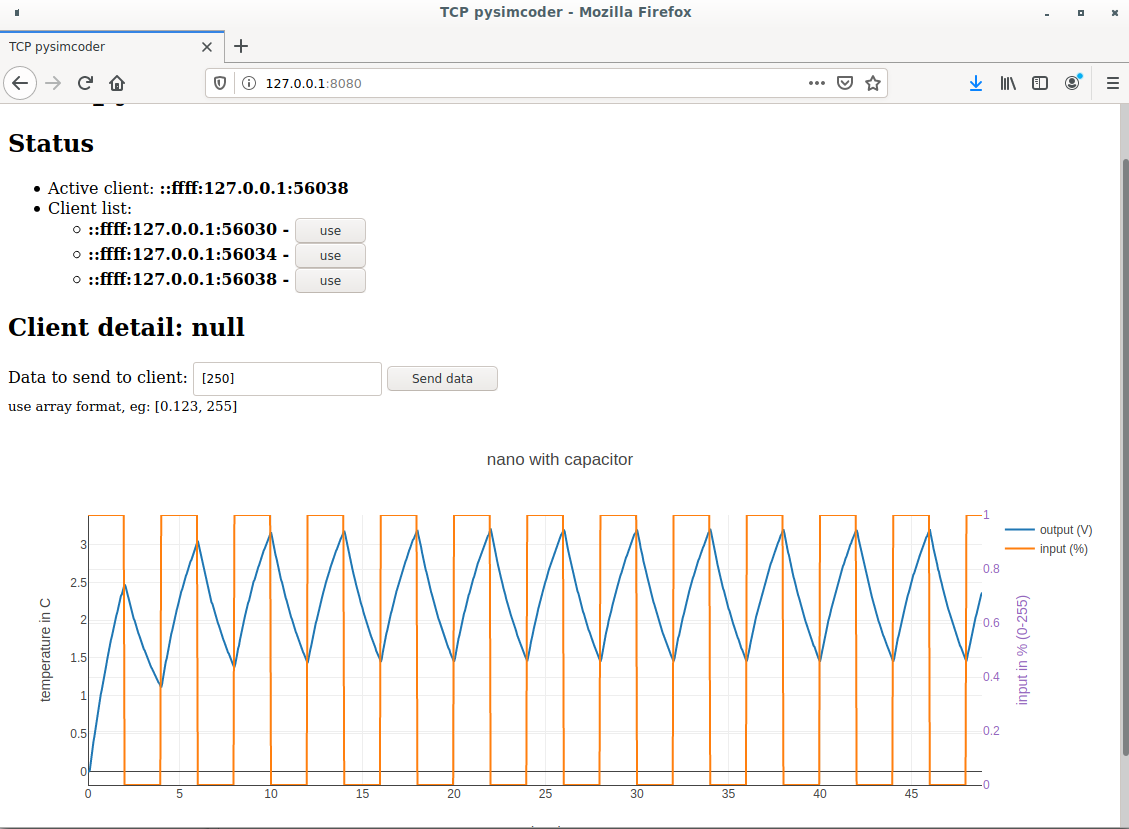 TCP pysimcoder - Mozilla Firefox
TCP pysimcoder
127.0.0.1:8080
Status
Active client: ::ffff:127.0.0.1:56038
Client list:
::ffff:127.0.0.1:56030 - use
::ffff:127.0.0.1:56034 - use
::ffff:127.0.0.1:56038 - use
Client detail: null
Data to send to client: [250] Send data
use array format, eg: [0.123, 255]
nano with capacitor
output (V)
input (%)
temperature in C
3
2.5
2
1.5
1
0.5
0
1
0.8
0.6
0.4
0.2
0
input in % (0-255)
0 5 10 15 20 25 30 35 40 45